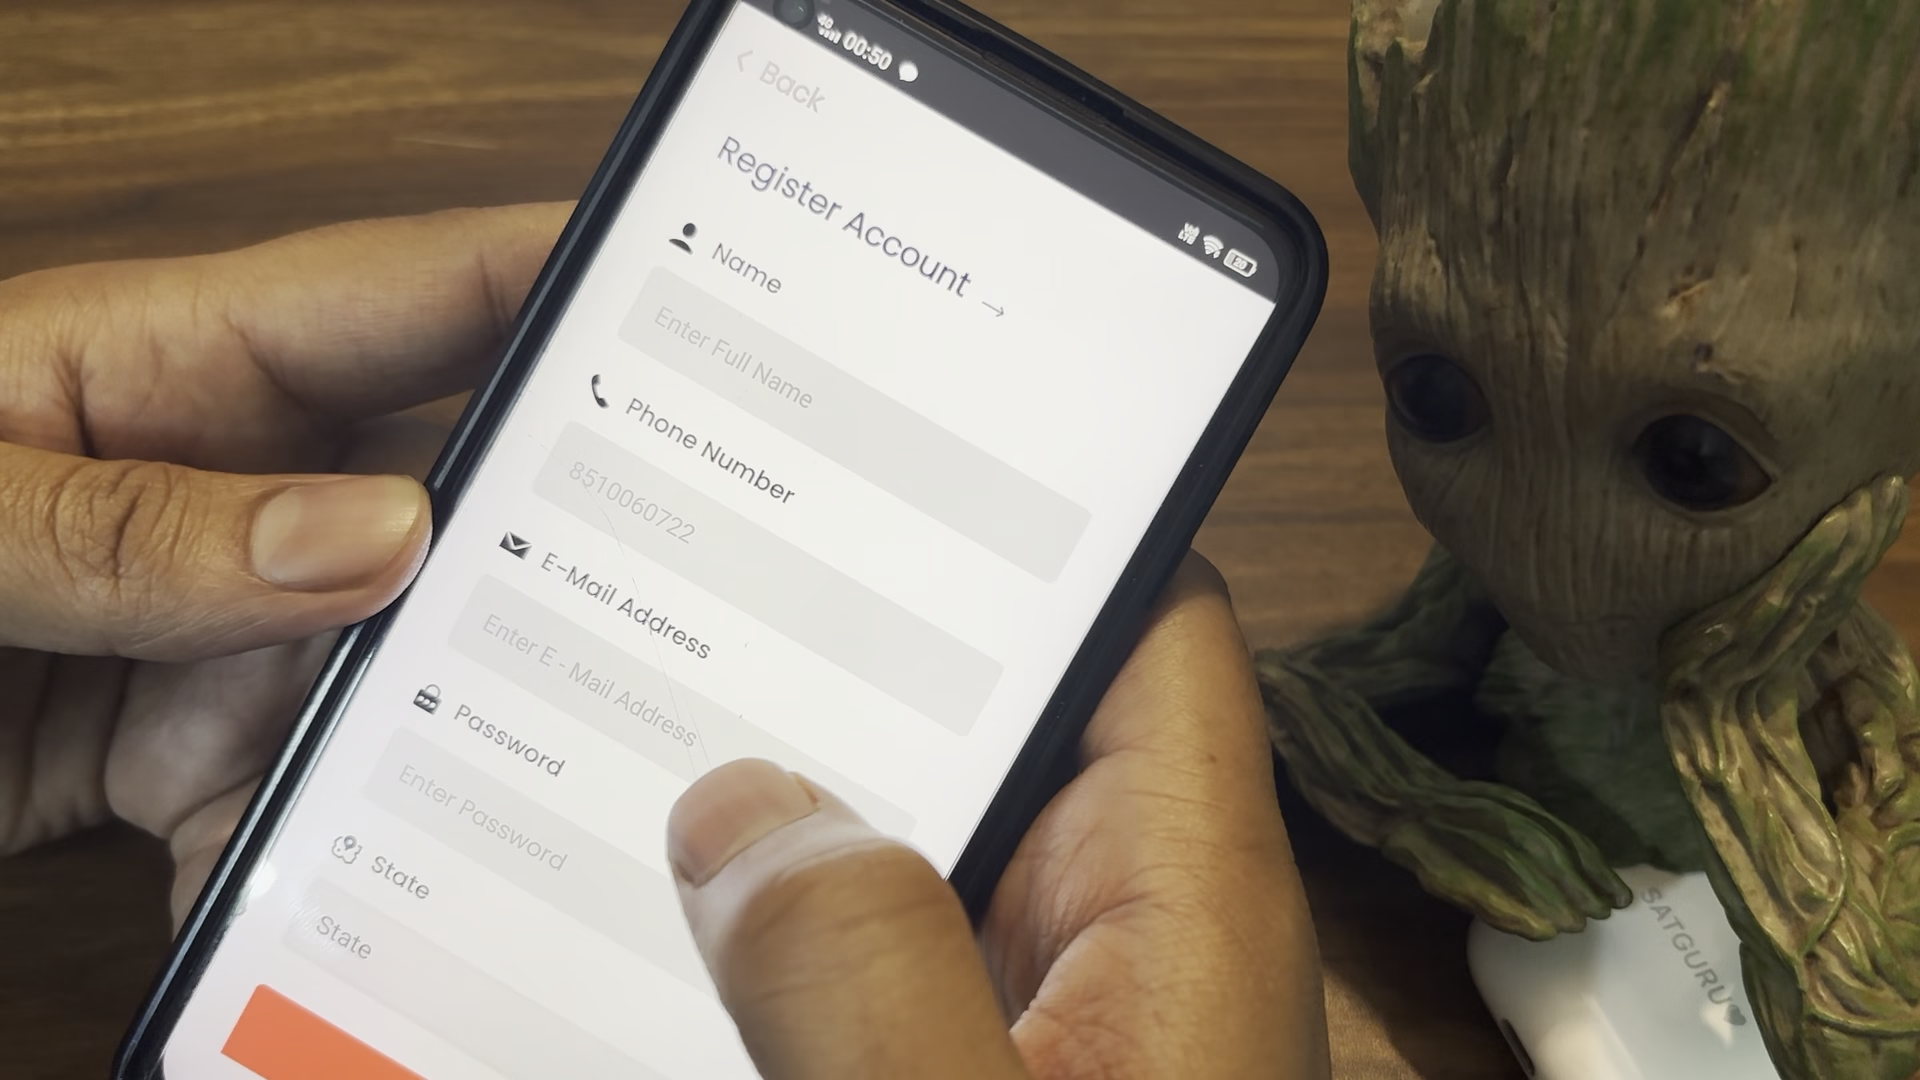 4G 00:50
Back
Register Account →
Name
Enter Full Name
Phone Number
8510060722
E-Mail Address
Enter E - Mail Address
Password
Enter Password
State
State
SATGURU